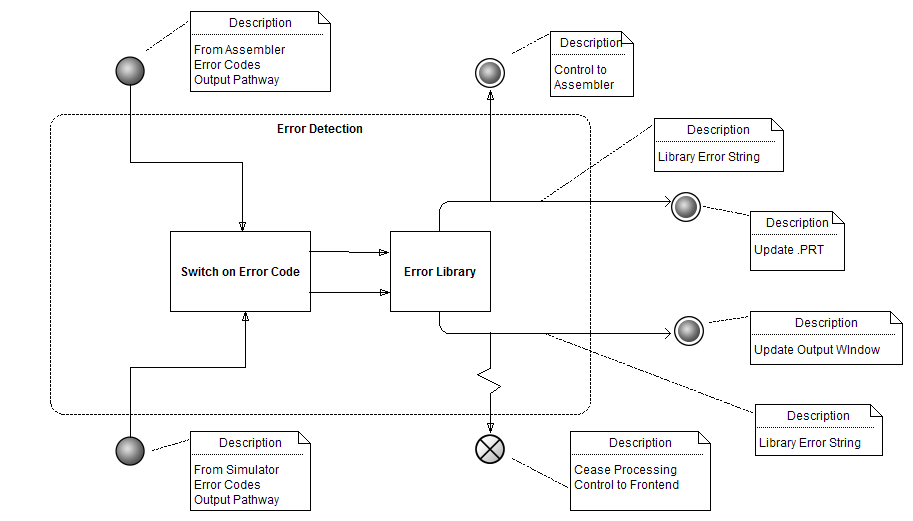 Description
From Assembler
Error Codes
Output Pathway
Description
Control to
Assembler
Error Detection
Description
Library Error String
Description
Update .PRT
Switch on Error Code
Error Library
Description
Update Output WIndow
Description
Library Error String
Description
From Simulator
Error Codes
Output Pathway
Description
Cease Processing
Control to Frontend